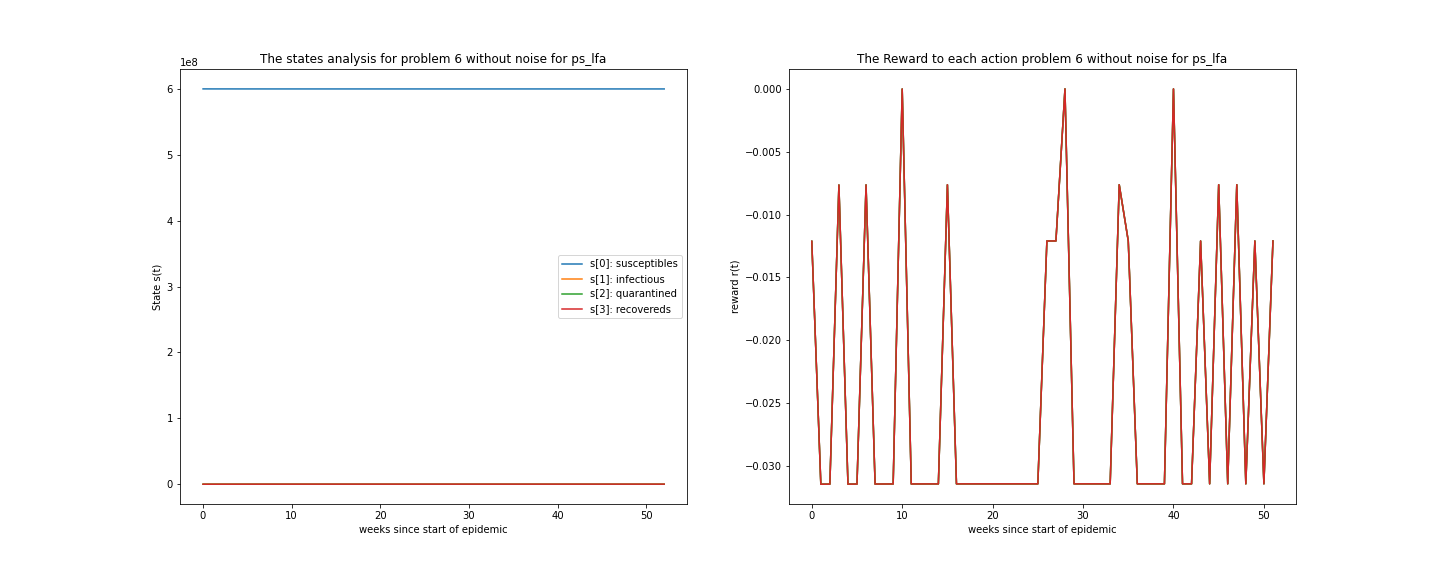 The states analysis for problem 6 without noise for ps_lfa
1e8
6
5
4
3
2
1
0
State s(t)
s[0]: susceptibles
s[1]: infectious
s[2]: quarantined
s[3]: recovereds
0 10 20 30 40 50
weeks since start of epidemic
The Reward to each action problem 6 without noise for ps_lfa
0.000
−0.005
−0.010
−0.015
−0.020
−0.025
−0.030
reward r(t)
0 10 20 30 40 50
weeks since start of epidemic